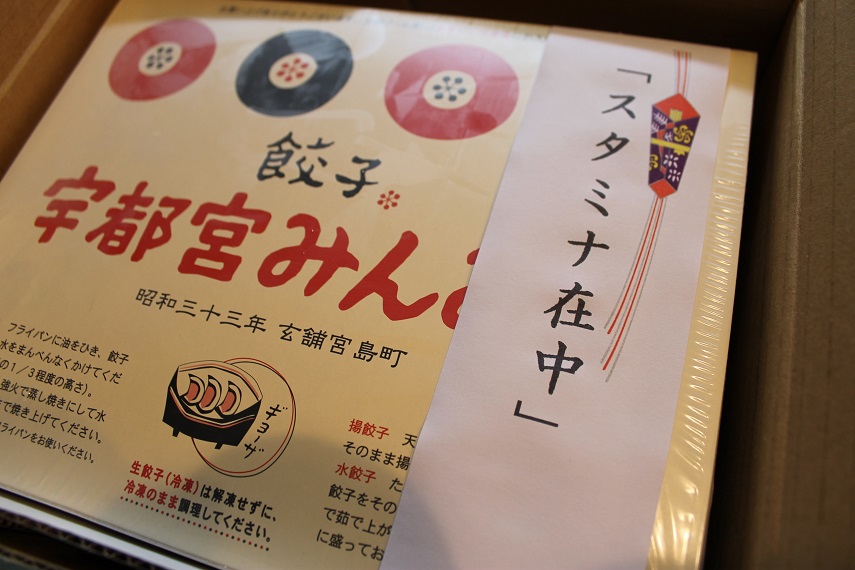 「スタミナ在中」
餃子
宇都宮みん
昭和三十三年 玄舗宮島町
フライパンに油をひき、餃子
水をまんべんなくかけてくだ
の1/3程度の高さ)。
強火で蒸し焼きにして水
で焼き上げてください。
フライパンをお使いください。
ギョーザ
生餃子(冷凍)は解凍せずに、
冷凍のまま調理してください。
揚餃子 天
そのまま揚
水餃子 た
餃子をその
で茹で上が
に盛ってお